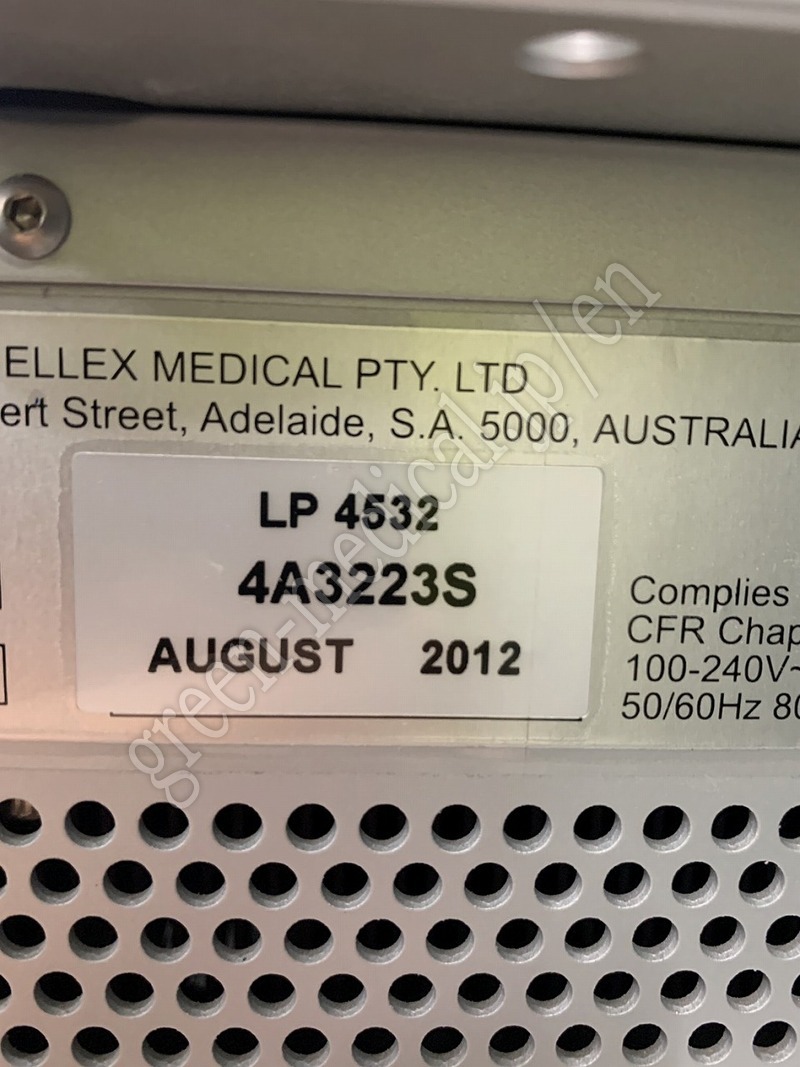 ELLEX MEDICAL PTY. LTD
ert Street, Adelaide, S.A. 5000, AUSTRALIA
LP 4532
4A3223S
AUGUST 2012
Complies
CFR Chap
100-240V~
50/60Hz 80
green-medical.jp/en